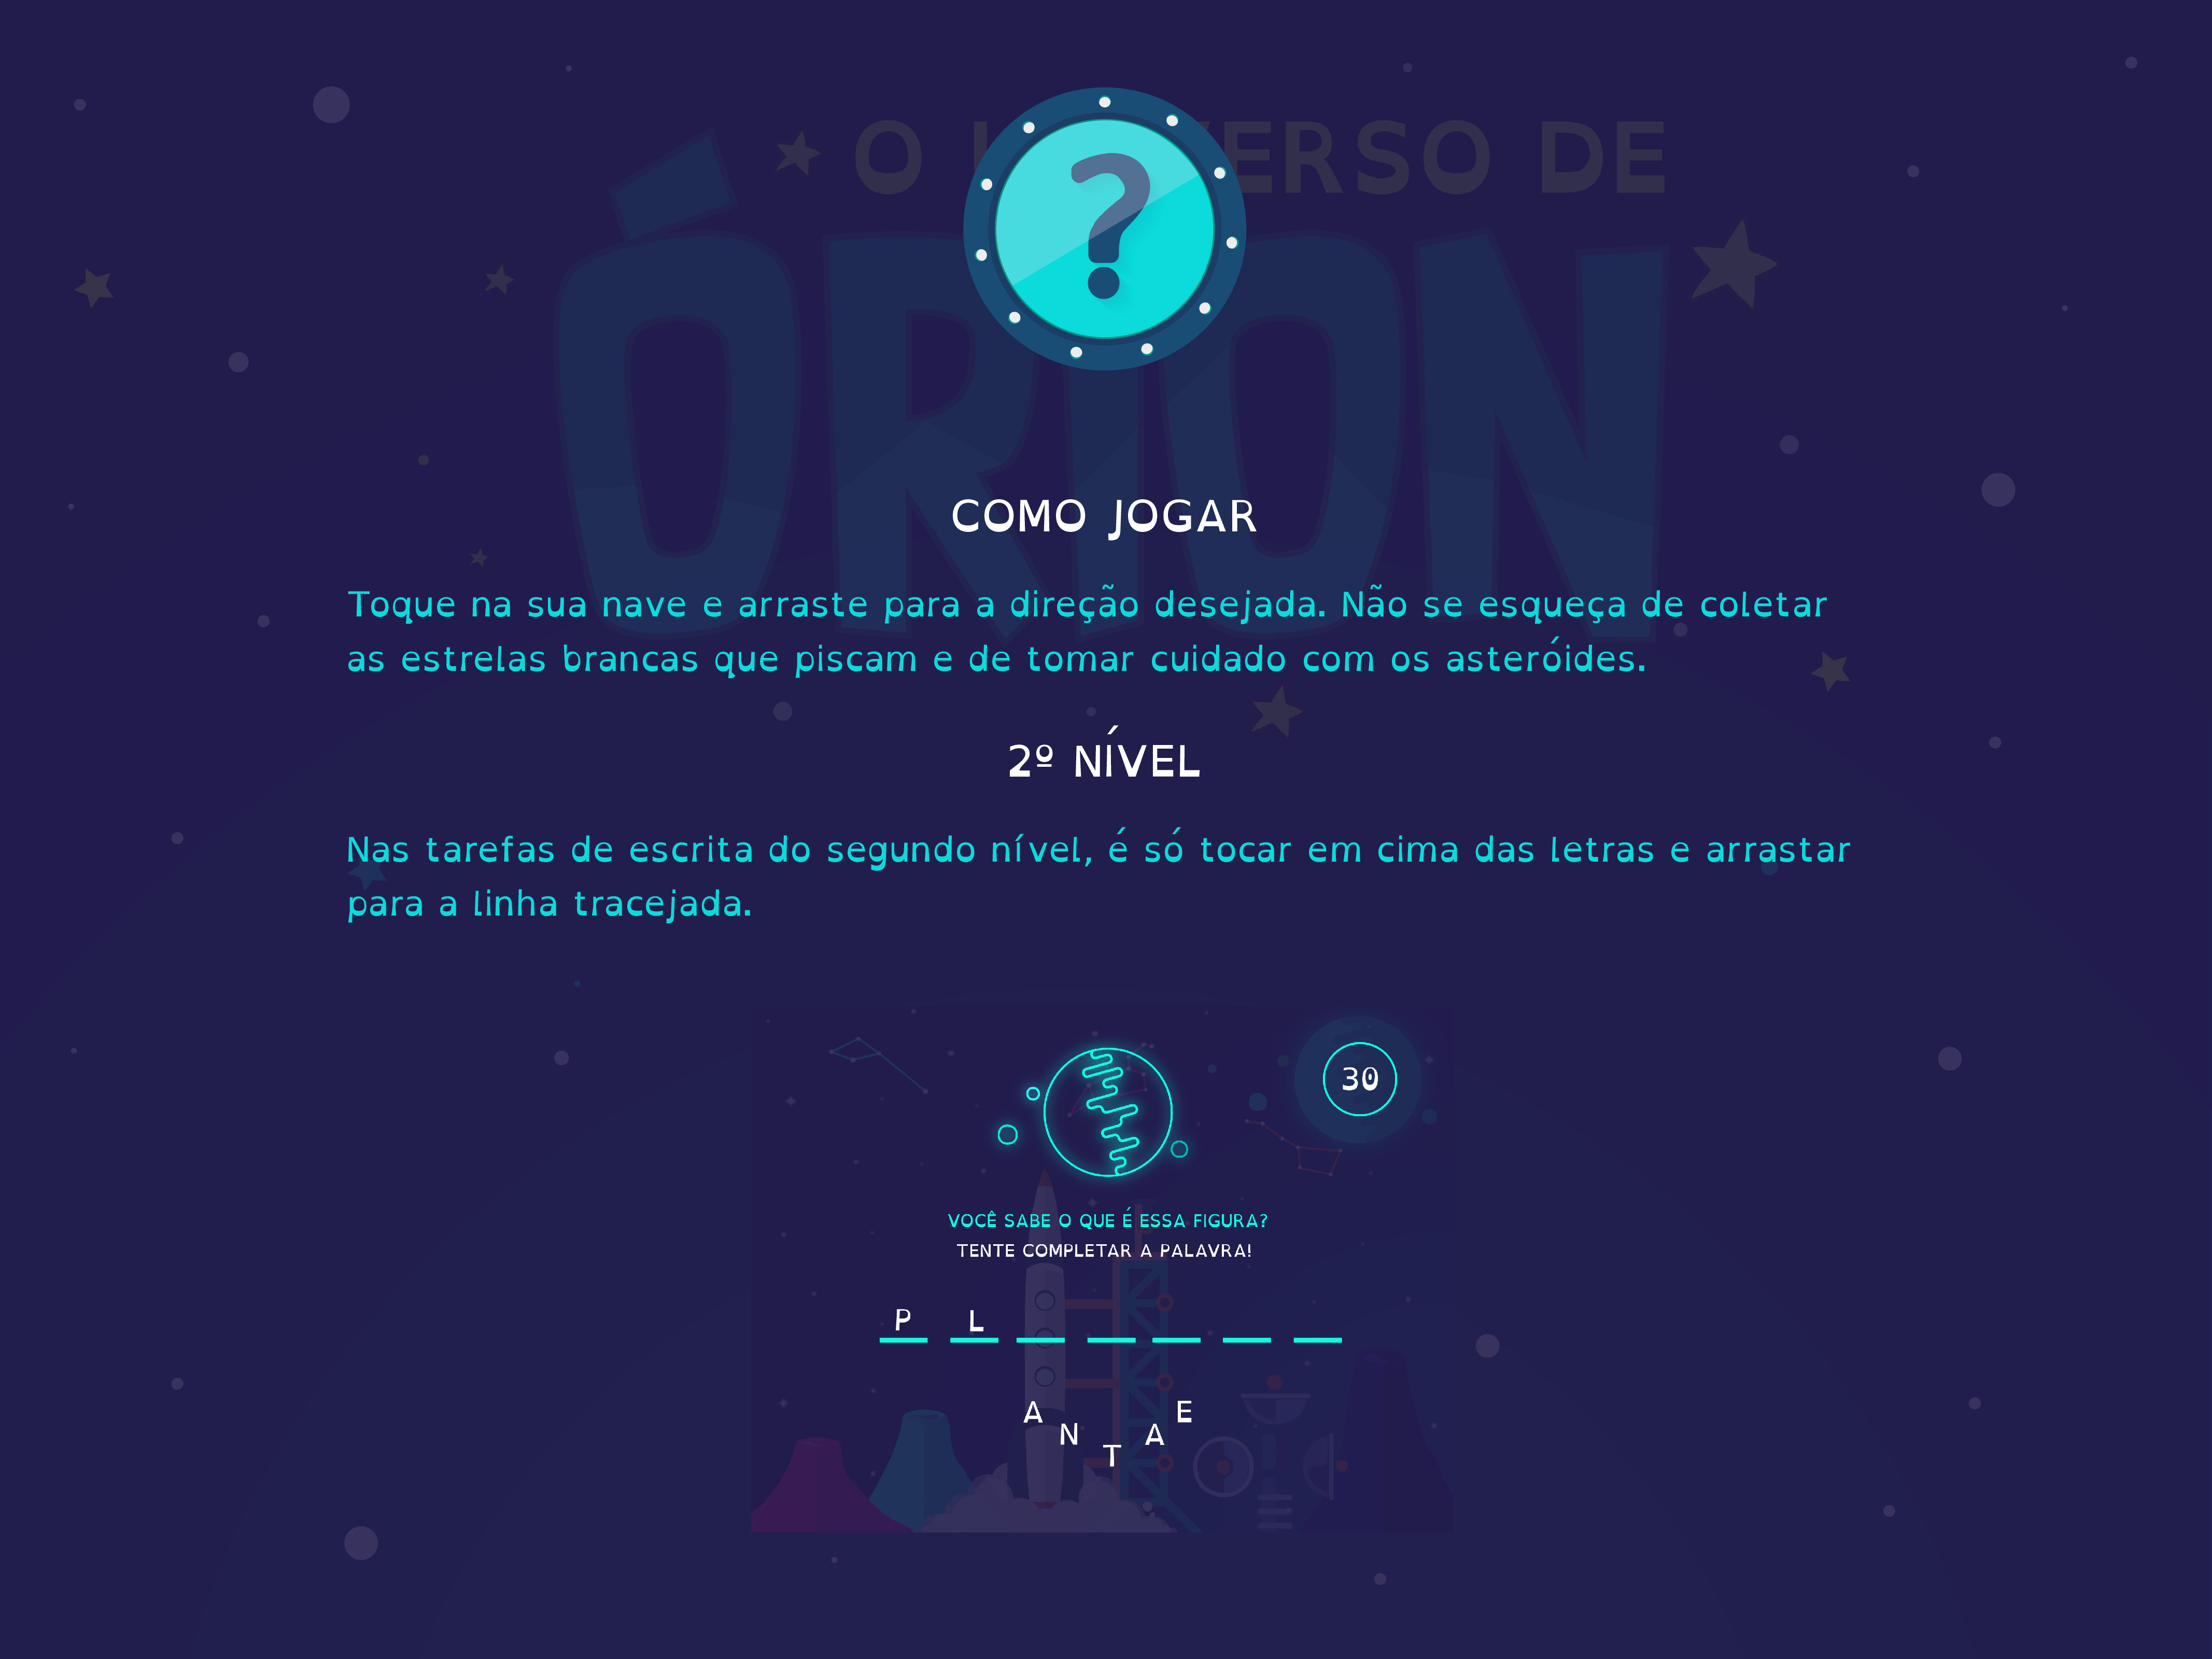 O UNIVERSO DE
ÓRION
?
COMO JOGAR
Toque na sua nave e arraste para a direção desejada. Não se esqueça de coletar
as estrelas brancas que piscam e de tomar cuidado com os asteróides.
2º NÍVEL
Nas tarefas de escrita do segundo nível, é só tocar em cima das letras e arrastar
para a linha tracejada.
30
VOCÊ SABE O QUE É ESSA FIGURA?
TENTE COMPLETAR A PALAVRA!
P L
A N T A E